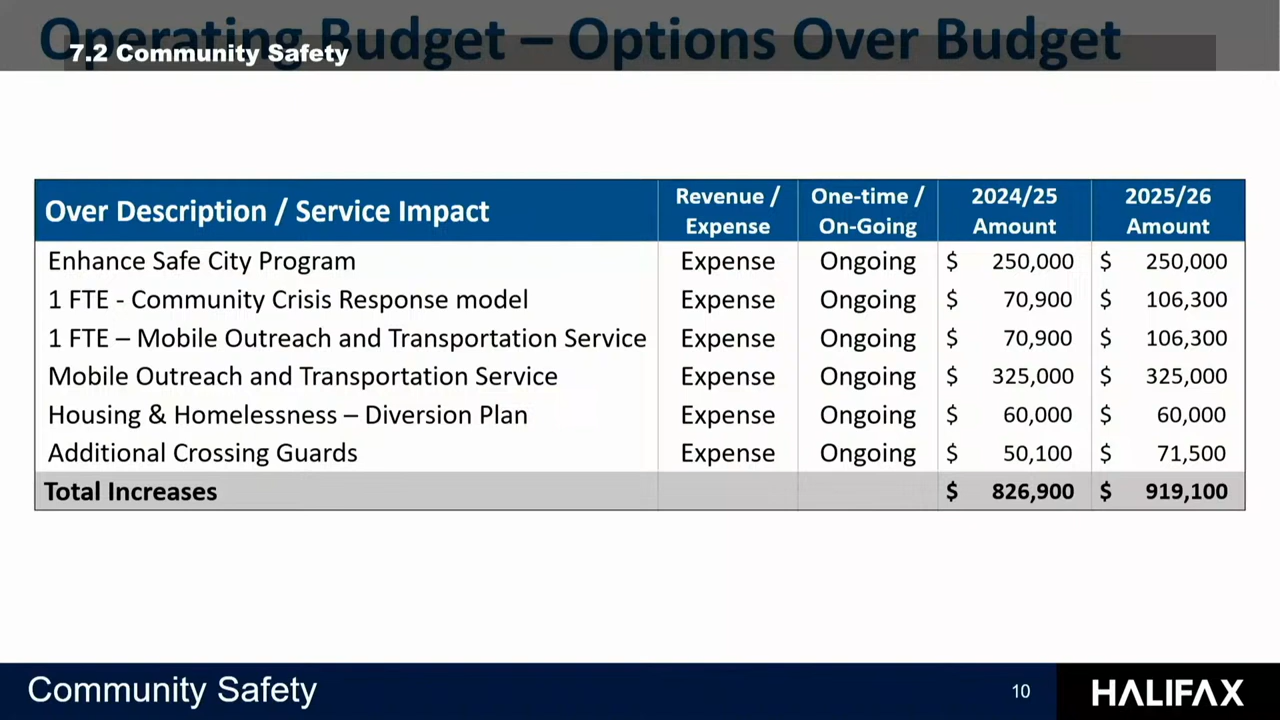 Operating Budget – Options Over Budget
7.2 Community Safety
Over Description / Service Impact Revenue / Expense One-time / On-Going 2024/25 Amount 2025/26 Amount
Enhance Safe City Program Expense Ongoing $ 250,000 $ 250,000
1 FTE - Community Crisis Response model Expense Ongoing $ 70,900 $ 106,300
1 FTE – Mobile Outreach and Transportation Service Expense Ongoing $ 70,900 $ 106,300
Mobile Outreach and Transportation Service Expense Ongoing $ 325,000 $ 325,000
Housing & Homelessness – Diversion Plan Expense Ongoing $ 60,000 $ 60,000
Additional Crossing Guards Expense Ongoing $ 50,100 $ 71,500
Total Increases $ 826,900 $ 919,100
Community Safety 10 HALIFAX